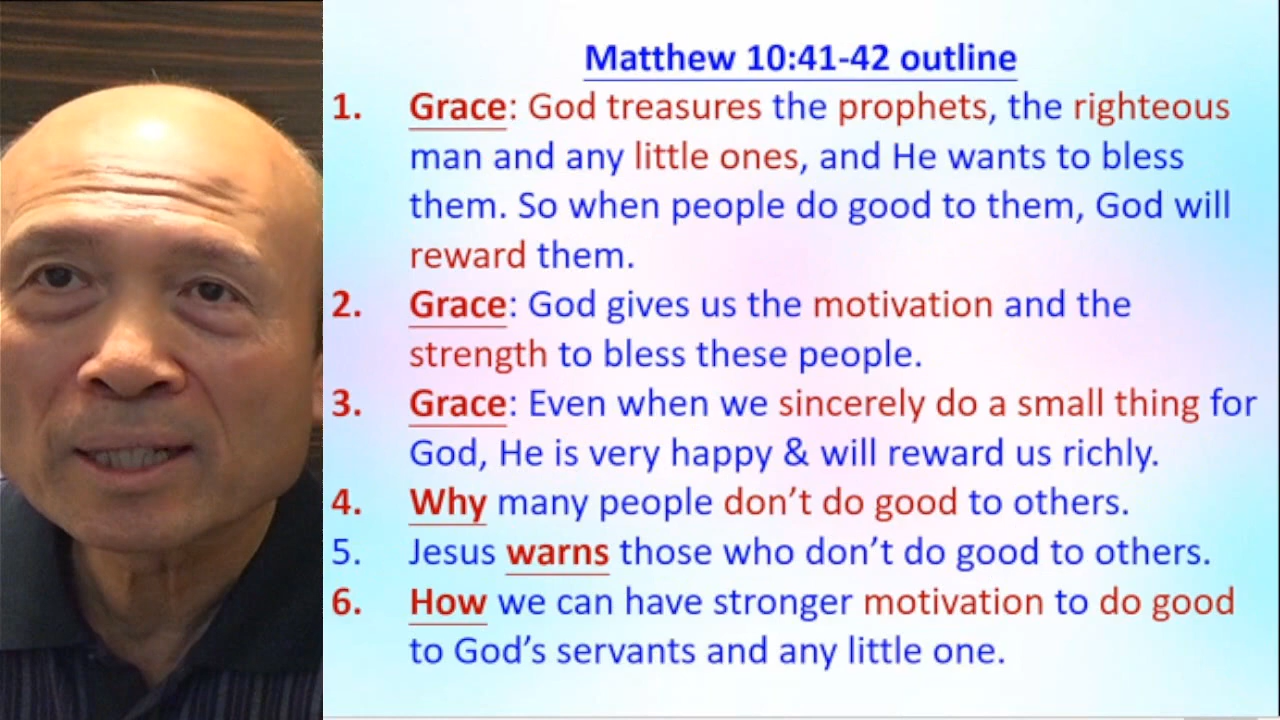 Matthew 10:41-42 outline
1. Grace: God treasures the prophets, the righteous
man and any little ones, and He wants to bless
them. So when people do good to them, God will
reward them.
2. Grace: God gives us the motivation and the
strength to bless these people.
3. Grace: Even when we sincerely do a small thing for
God, He is very happy & will reward us richly.
4. Why many people don’t do good to others.
5. Jesus warns those who don’t do good to others.
6. How we can have stronger motivation to do good
to God’s servants and any little one.